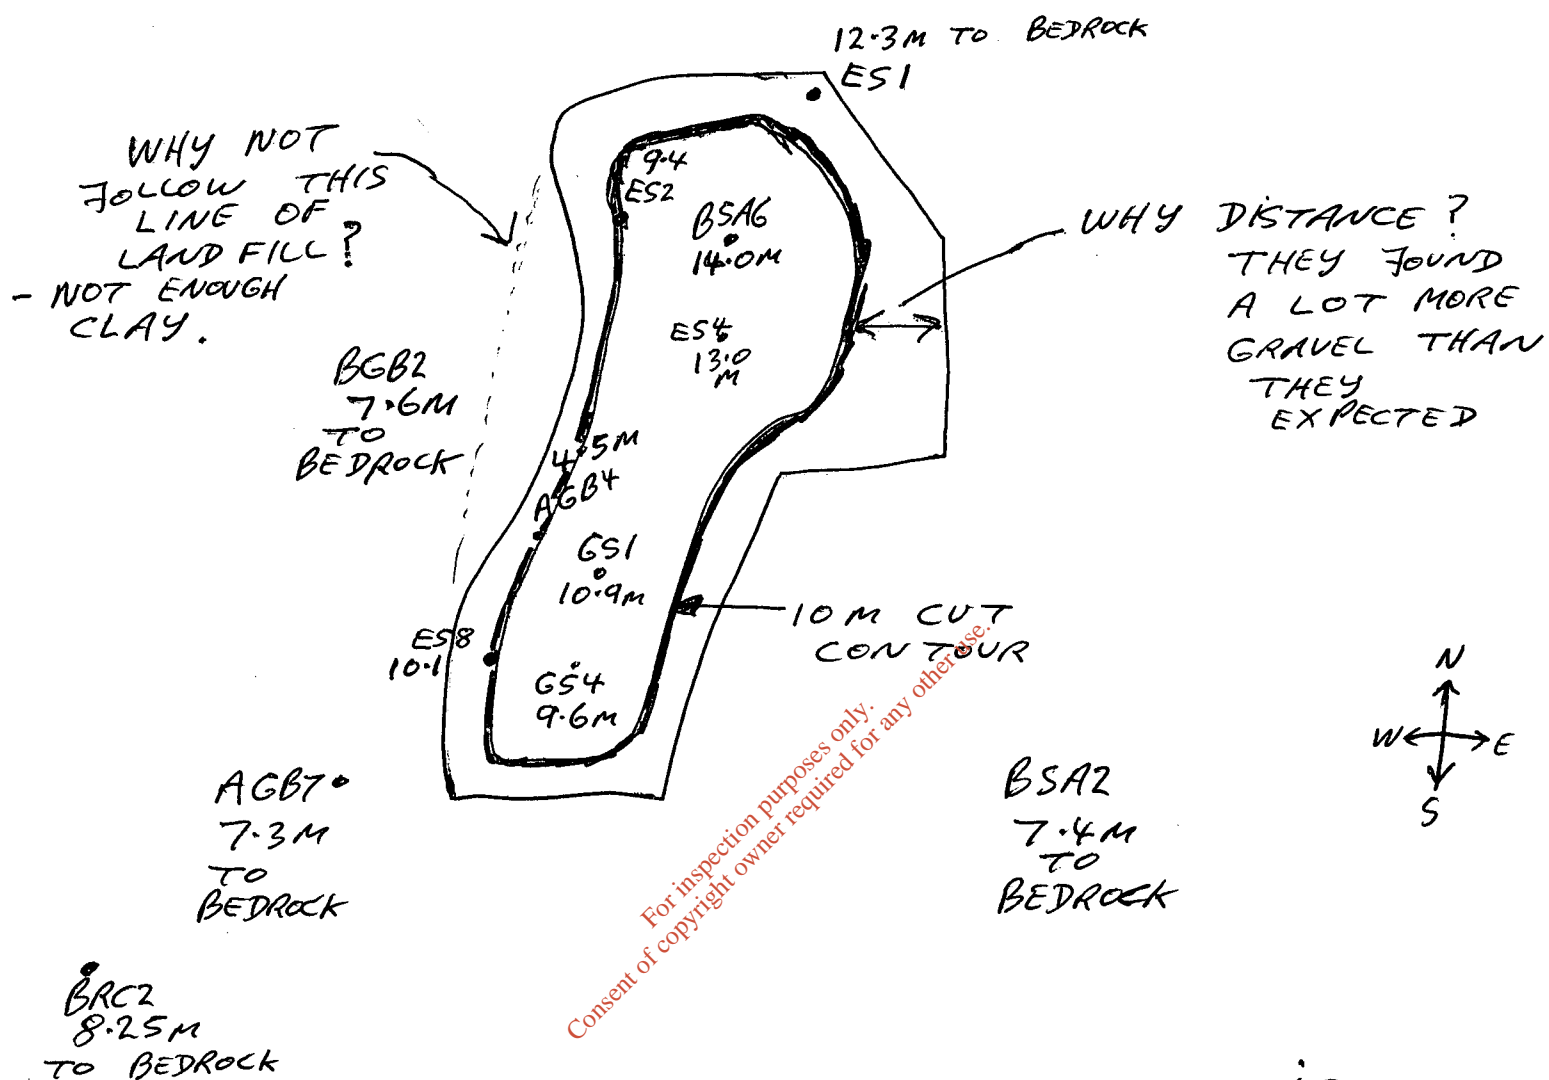 12.3M TO BEDROCK
ES1
WHY NOT
FOLLOW THIS
LINE OF
LANDFILL?
- NOT ENOUGH
CLAY.
9.4
ES2
BSA6
14.0M
WHY DISTANCE?
THEY FOUND
A LOT MORE
GRAVEL THAN
THEY
EXPECTED
ES4
13.0
M
BGB2
7.6M
TO
BEDROCK
4.5M
AGB4
GS1
10.9M
10M CUT
CONTOUR
ES8
10.1
GS4
9.6M
N
W E
S
AGB7
7.3M
TO
BEDROCK
BSA2
7.4M
TO
BEDROCK
BRC2
8.25M
TO BEDROCK
For inspection purposes only.
Consent of copyright owner required for any other use.